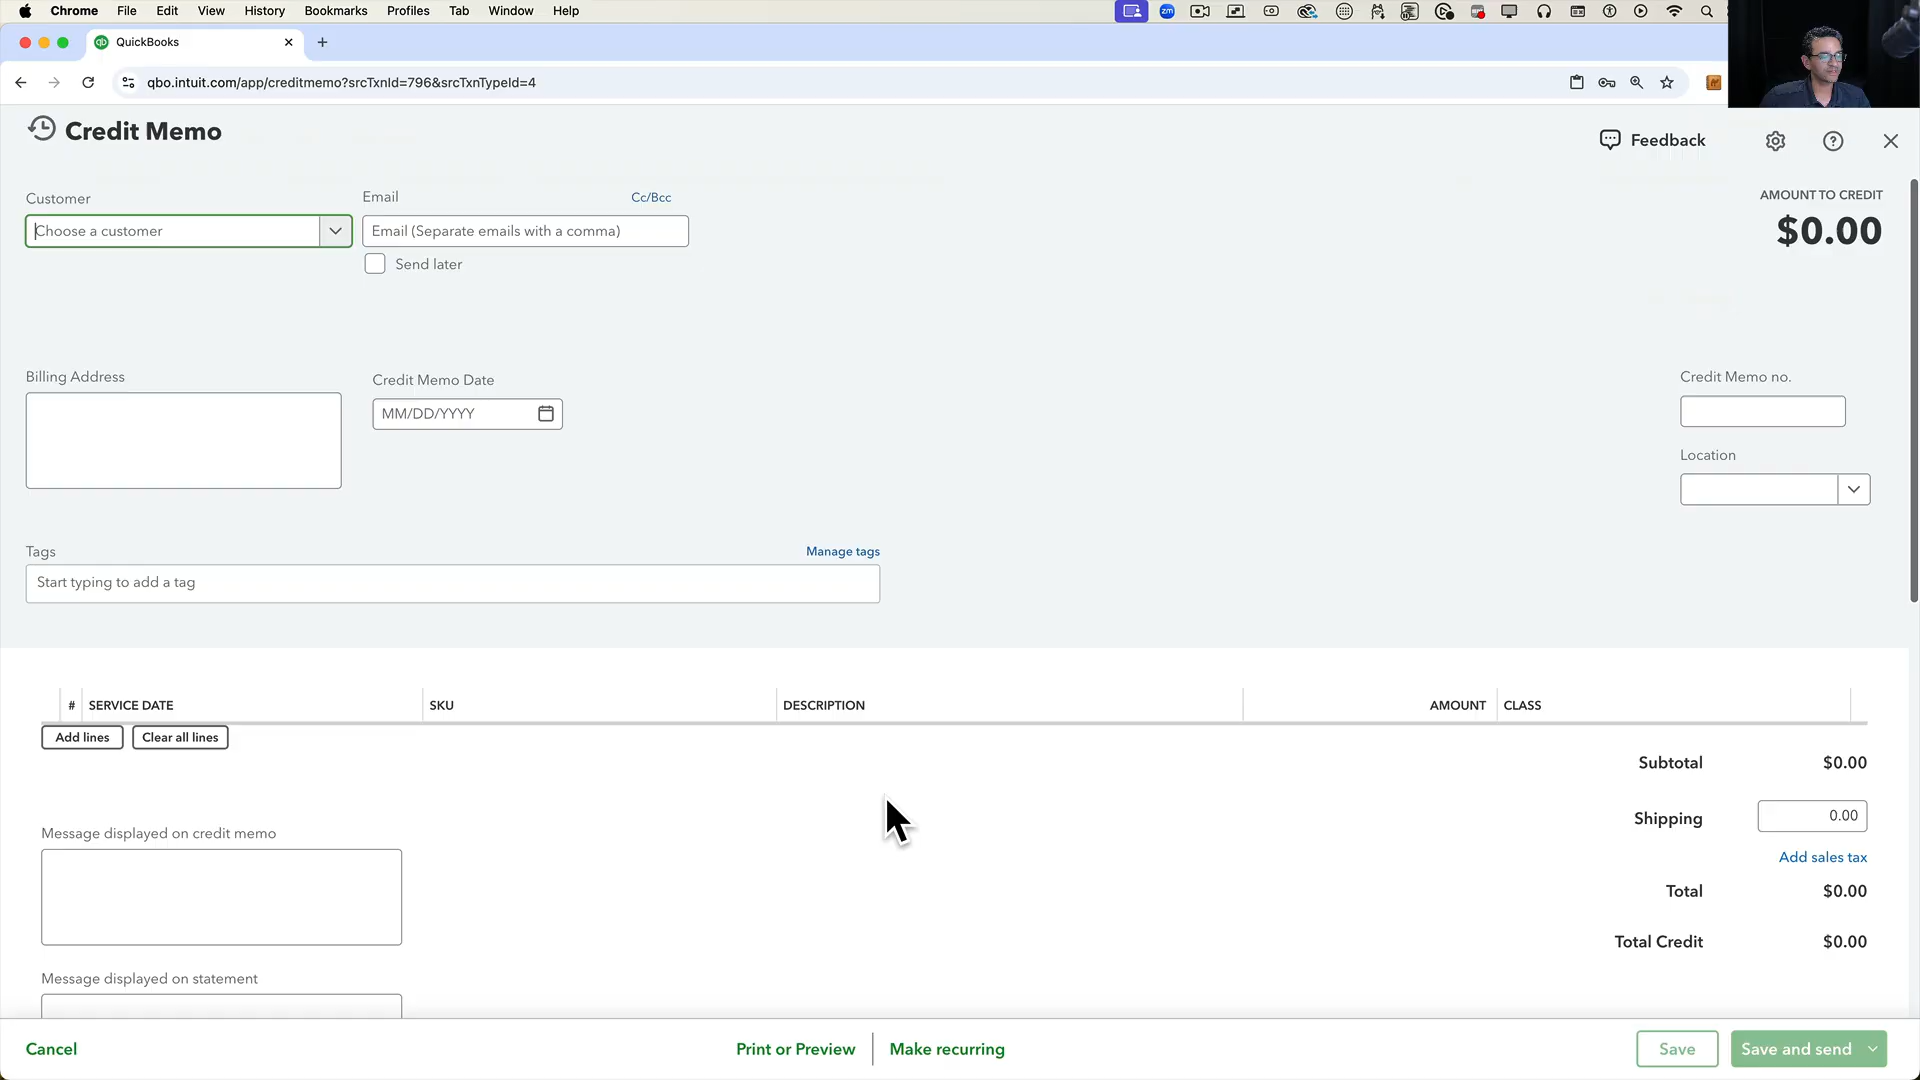 Chrome File Edit View History Bookmarks Profiles Tab Window Help
zm
qb QuickBooks
qbo.intuit.com/app/creditmemo?srcTxnId=796&srcTxnTypeId=4
Credit Memo
Feedback
Customer
Email
Cc/Bcc
AMOUNT TO CREDIT
Choose a customer
Email (Separate emails with a comma)
$0.00
Send later
Billing Address
Credit Memo Date
Credit Memo no.
MM/DD/YYYY
Location
Tags
Manage tags
Start typing to add a tag
# SERVICE DATE SKU DESCRIPTION AMOUNT CLASS
Add lines
Clear all lines
Subtotal $0.00
Shipping 0.00
Message displayed on credit memo
Add sales tax
Total $0.00
Total Credit $0.00
Message displayed on statement
Cancel
Print or Preview
Make recurring
Save
Save and send